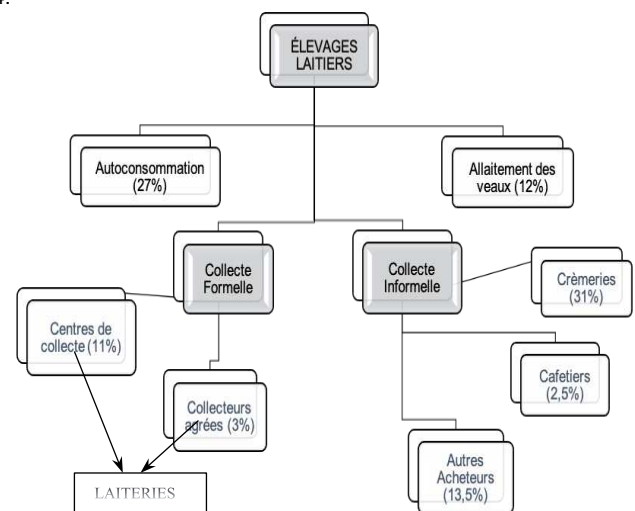 ÉLEVAGES
LAITIERS
Autoconsommation
(27%)
Allaitement des
veaux (12%)
Collecte
Formelle
Collecte
Informelle
Crèmeries
(31%)
Centres de
collecte (11%)
Cafetiers
(2,5%)
Collecteurs
agrées (3%)
Autres
Acheteurs
(13,5%)
LAITERIES